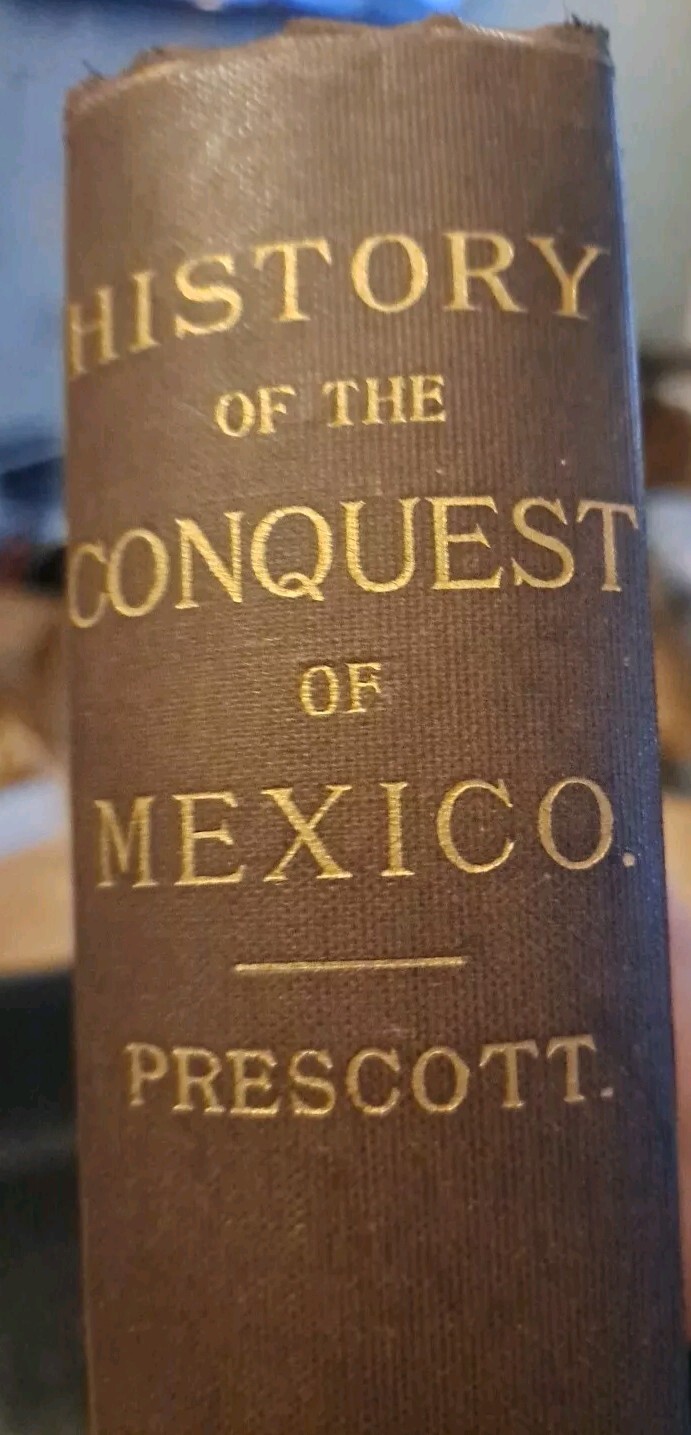 HISTORY
OF THE
CONQUEST
OF
MEXICO.
PRESCOTT.